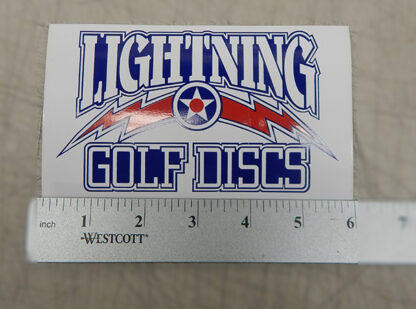 LIGHTNING
GOLF DISCS
inch 1 2 3 4 5 6 7
WESTCOTT®